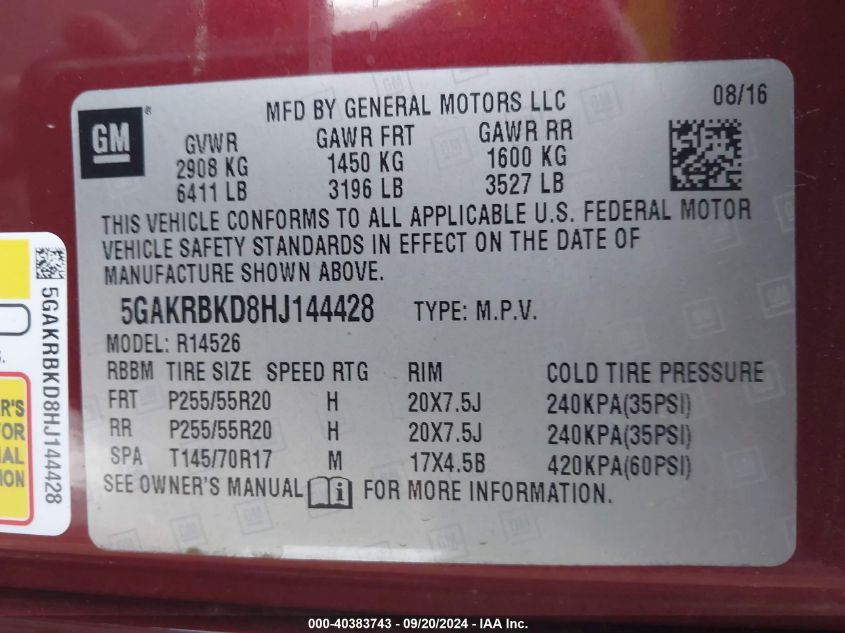 GM
®
MFD BY GENERAL MOTORS LLC
08/16
GVWR GAWR FRT GAWR RR
2908 KG 1450 KG 1600 KG
6411 LB 3196 LB 3527 LB
THIS VEHICLE CONFORMS TO ALL APPLICABLE U.S. FEDERAL MOTOR
VEHICLE SAFETY STANDARDS IN EFFECT ON THE DATE OF
MANUFACTURE SHOWN ABOVE.
5GAKRBKD8HJ144428 TYPE: M.P.V.
MODEL: R14526
RBBM TIRE SIZE SPEED RTG RIM COLD TIRE PRESSURE
FRT P255/55R20 H 20X7.5J 240KPA(35PSI)
RR P255/55R20 H 20X7.5J 240KPA(35PSI)
SPA T145/70R17 M 17X4.5B 420KPA(60PSI)
SEE OWNER'S MANUAL i FOR MORE INFORMATION.
5GAKRBKD8HJ144428
R'S
FOR
IAL
ION
000-40383743 - 09/20/2024 - IAA Inc.